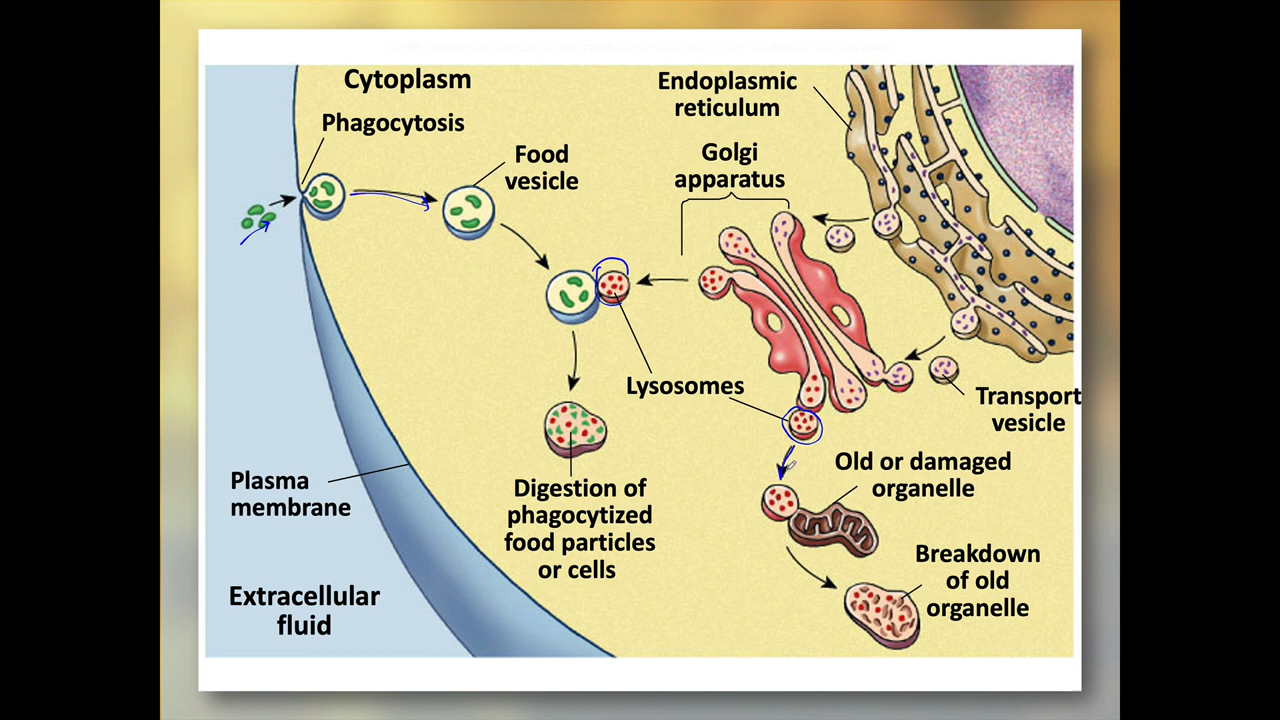 Cytoplasm
Phagocytosis
Food
vesicle
Endoplasmic
reticulum
Golgi
apparatus
Lysosomes
Transport
vesicle
Plasma
membrane
Digestion of
phagocytized
food particles
or cells
Old or damaged
organelle
Breakdown
of old
organelle
Extracellular
fluid